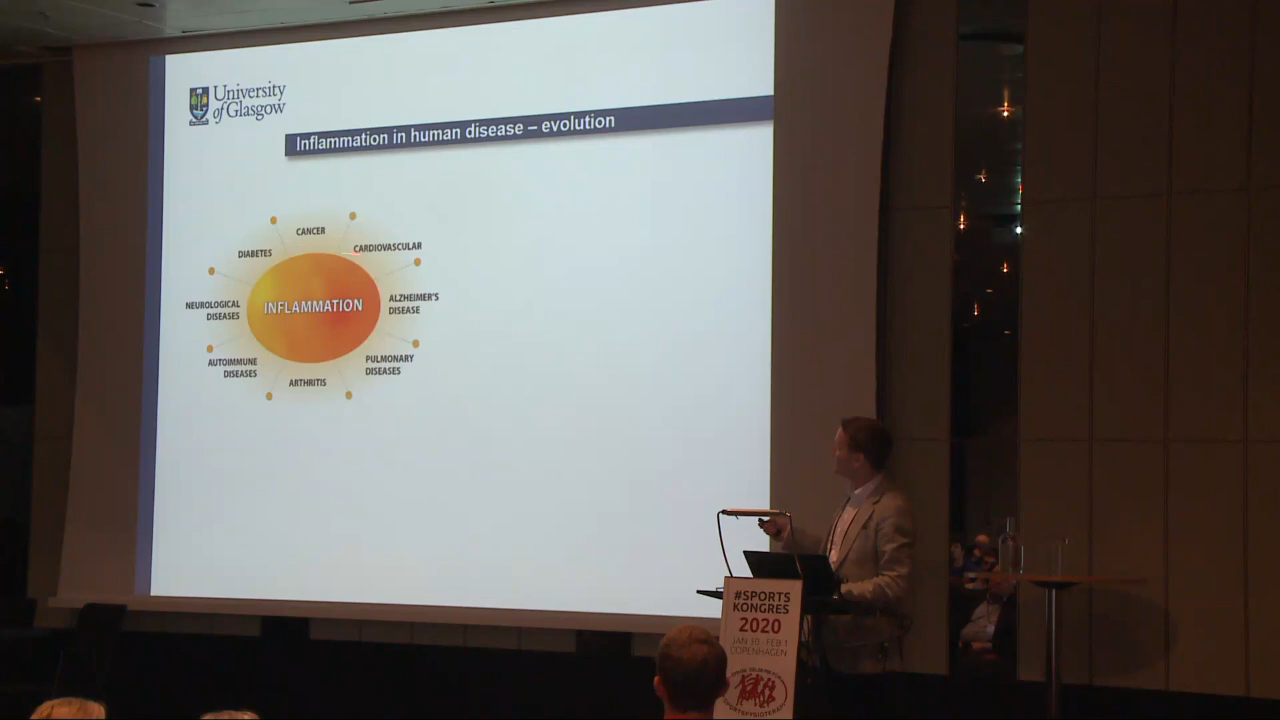 University
of Glasgow
Inflammation in human disease – evolution
CANCER
DIABETES
CARDIOVASCULAR
NEUROLOGICAL
DISEASES
INFLAMMATION
ALZHEIMER'S
DISEASE
AUTOIMMUNE
DISEASES
PULMONARY
DISEASES
ARTHRITIS
#SPORTS
KONGRES
2020
JAN 30 - FEB 1
COPENHAGEN